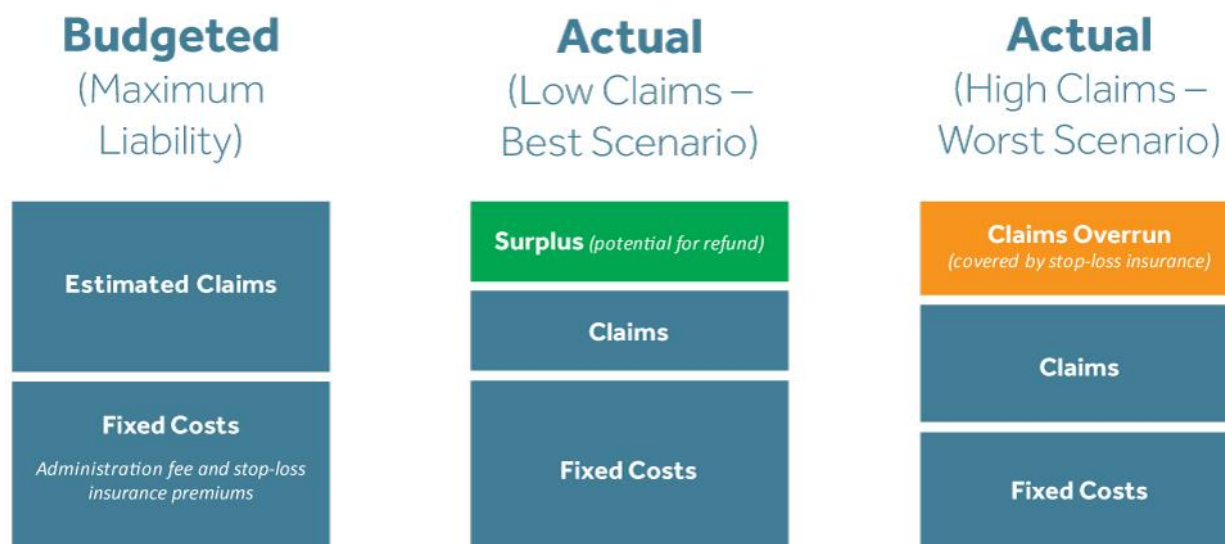 Budgeted
(Maximum
Liability)
Estimated Claims
Fixed Costs
Administration fee and stop-loss
insurance premiums
Actual
(Low Claims –
Best Scenario)
Surplus (potential for refund)
Claims
Fixed Costs
Actual
(High Claims –
Worst Scenario)
Claims Overrun
(covered by stop-loss insurance)
Claims
Fixed Costs